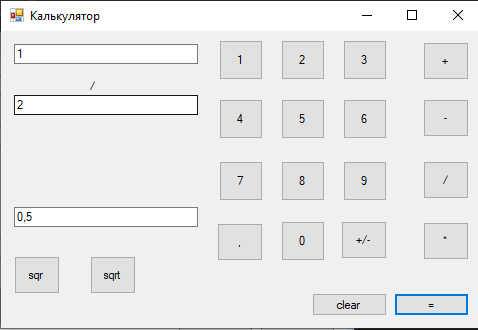 Калькулятор
1
/
2
0,5
sqr sqrt
1 2 3 +
4 5 6 -
7 8 9 /
, 0 +/- *
clear =